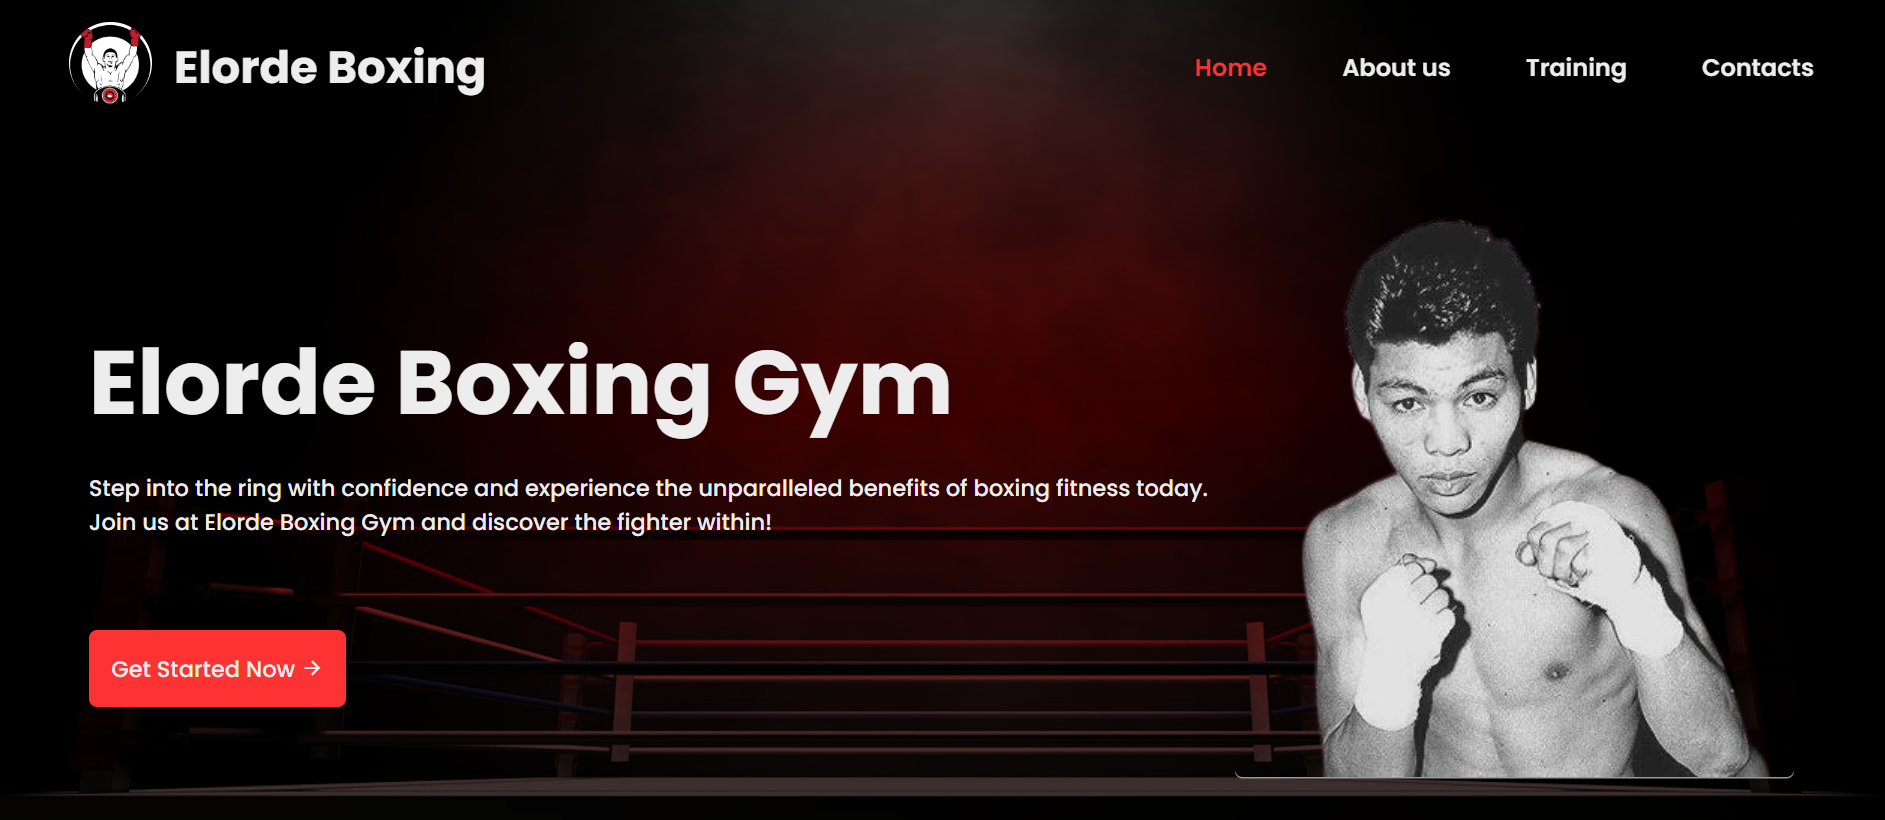 Elorde Boxing
Home
About us
Training
Contacts
Elorde Boxing Gym
Step into the ring with confidence and experience the unparalleled benefits of boxing fitness today.
Join us at Elorde Boxing Gym and discover the fighter within!
Get Started Now →